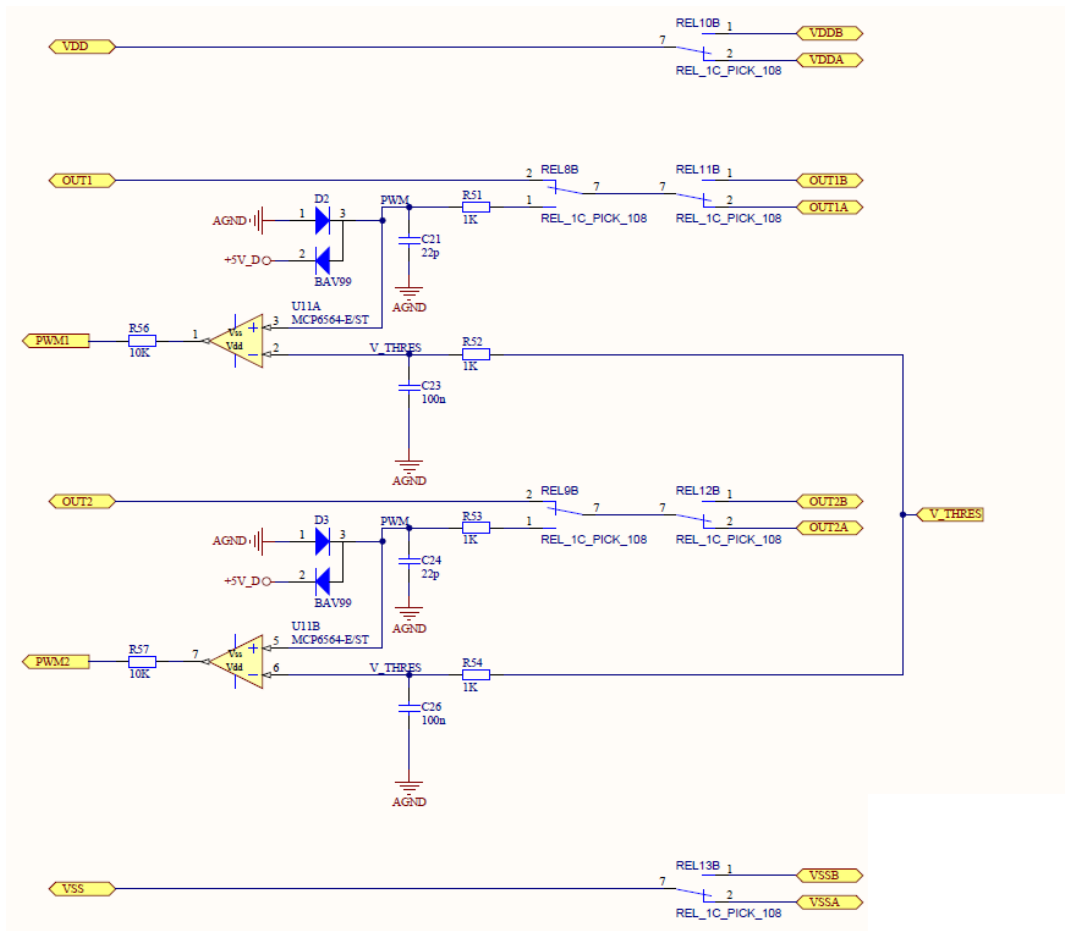 REL10B
1
VDDB
VDD
7
2
VDDA
REL_1C_PICK_108
REL8B
REL11B
OUT1
2
7
7
1
OUT1B
D2
PWM
R51
1
2
OUT1A
AGND
1
3
1K
REL_1C_PICK_108
REL_1C_PICK_108
C21
22p
+5V_D
2
BAV99
AGND
U11A
MCP6564-E/ST
3
R56
Vss
PWM1
1
Vdd
2
V_THRES
R52
10K
1K
C23
100n
AGND
REL9B
REL12B
OUT2
2
7
7
1
OUT2B
V_THRES
D3
PWM
R53
1
2
OUT2A
AGND
1
3
1K
REL_1C_PICK_108
REL_1C_PICK_108
C24
22p
+5V_D
2
BAV99
AGND
U11B
MCP6564-E/ST
5
R57
Vss
PWM2
7
Vdd
6
V_THRES
R54
10K
1K
C26
100n
AGND
REL13B
1
VSSB
VSS
7
2
VSSA
REL_1C_PICK_108